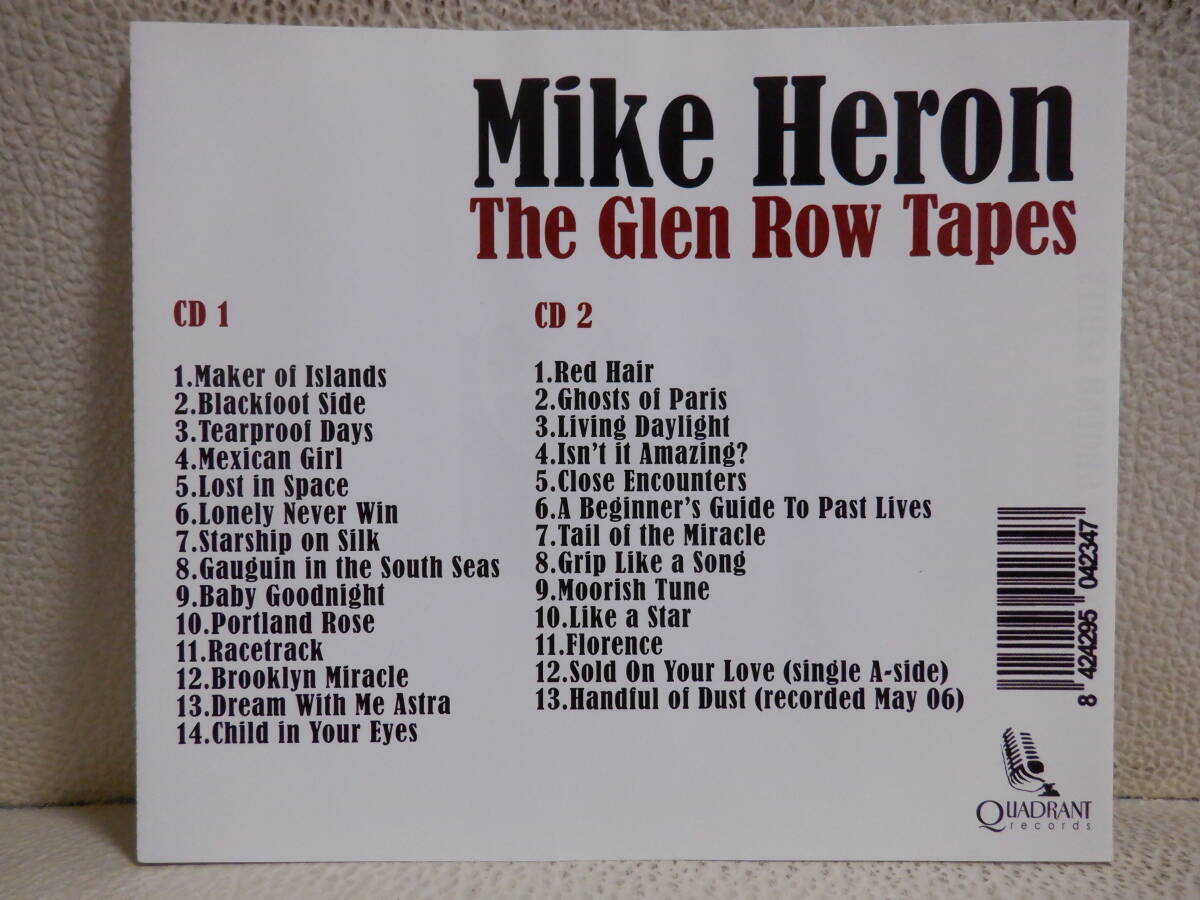 Mike Heron
The Glen Row Tapes
CD 1
1.Maker of Islands
2.Blackfoot Side
3.Tearproof Days
4.Mexican Girl
5.Lost in Space
6.Lonely Never Win
7.Starship on Silk
8.Gauguin in the South Seas
9.Baby Goodnight
10.Portland Rose
11.Racetrack
12.Brooklyn Miracle
13.Dream With Me Astra
14.Child in Your Eyes
CD 2
1.Red Hair
2.Ghosts of Paris
3.Living Daylight
4.Isn't it Amazing?
5.Close Encounters
6.A Beginner's Guide To Past Lives
7.Tail of the Miracle
8.Grip Like a Song
9.Moorish Tune
10.Like a Star
11.Florence
12.Sold On Your Love (single A-side)
13.Handful of Dust (recorded May 06)
8 424295 042347
QUADRANT
records